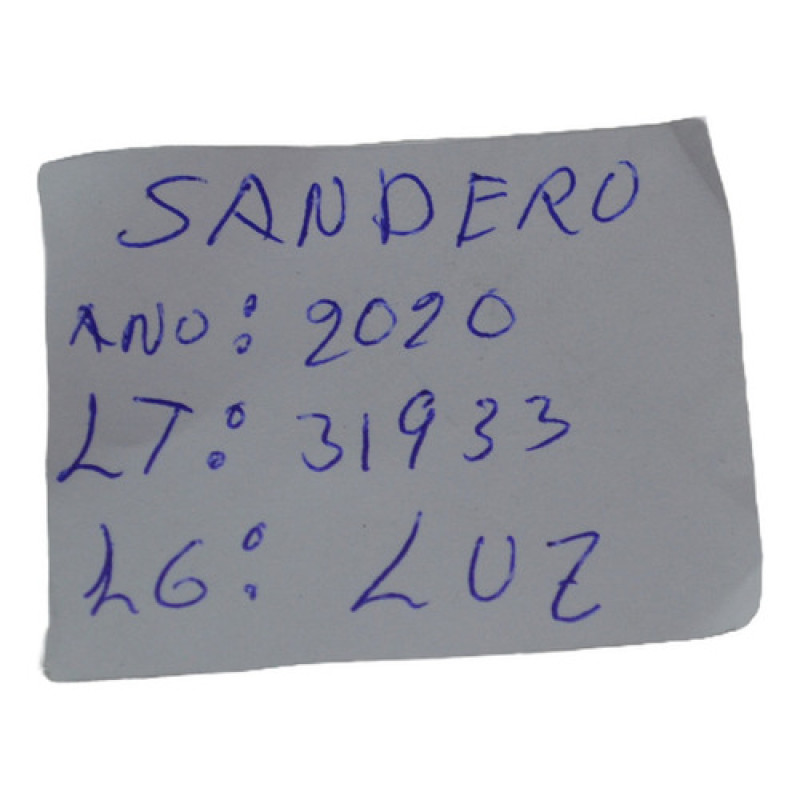 SANDERO
ANO: 2020
LT: 31933
LG: LUZ